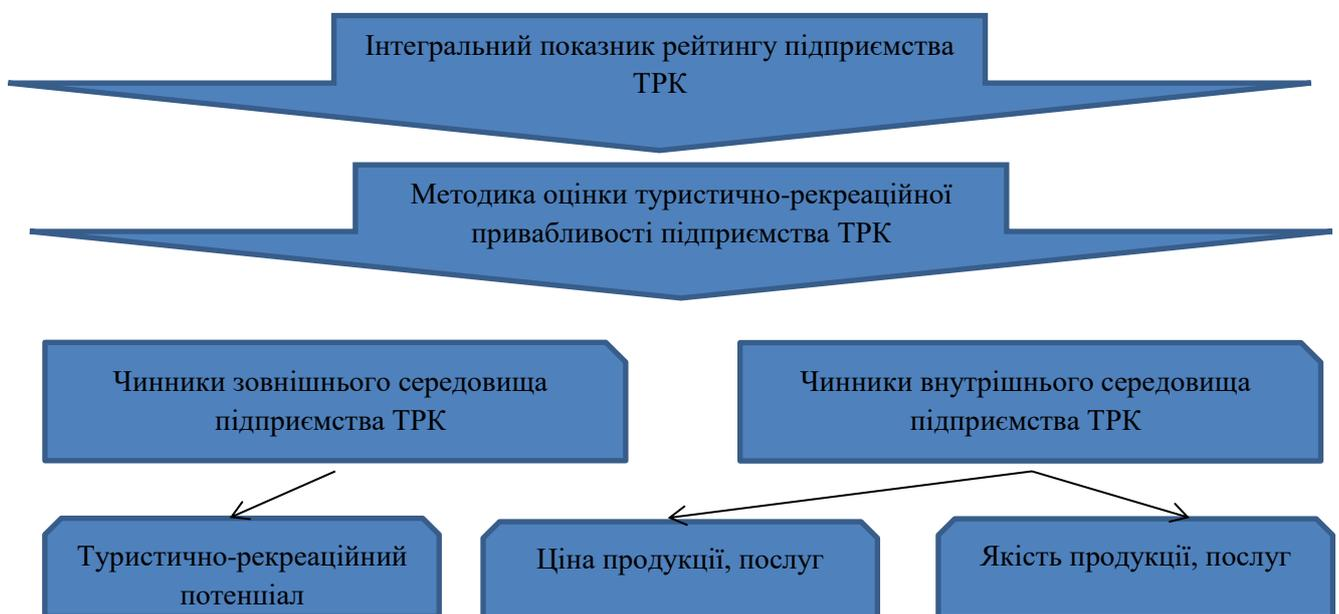 Інтегральний показник рейтингу підприємства
ТРК
Методика оцінки туристично-рекреаційної
привабливості підприємства ТРК
Чинники зовнішнього середовища
підприємства ТРК
Чинники внутрішнього середовища
підприємства ТРК
Туристично-рекреаційний
потенціал
Ціна продукції, послуг
Якість продукції, послуг